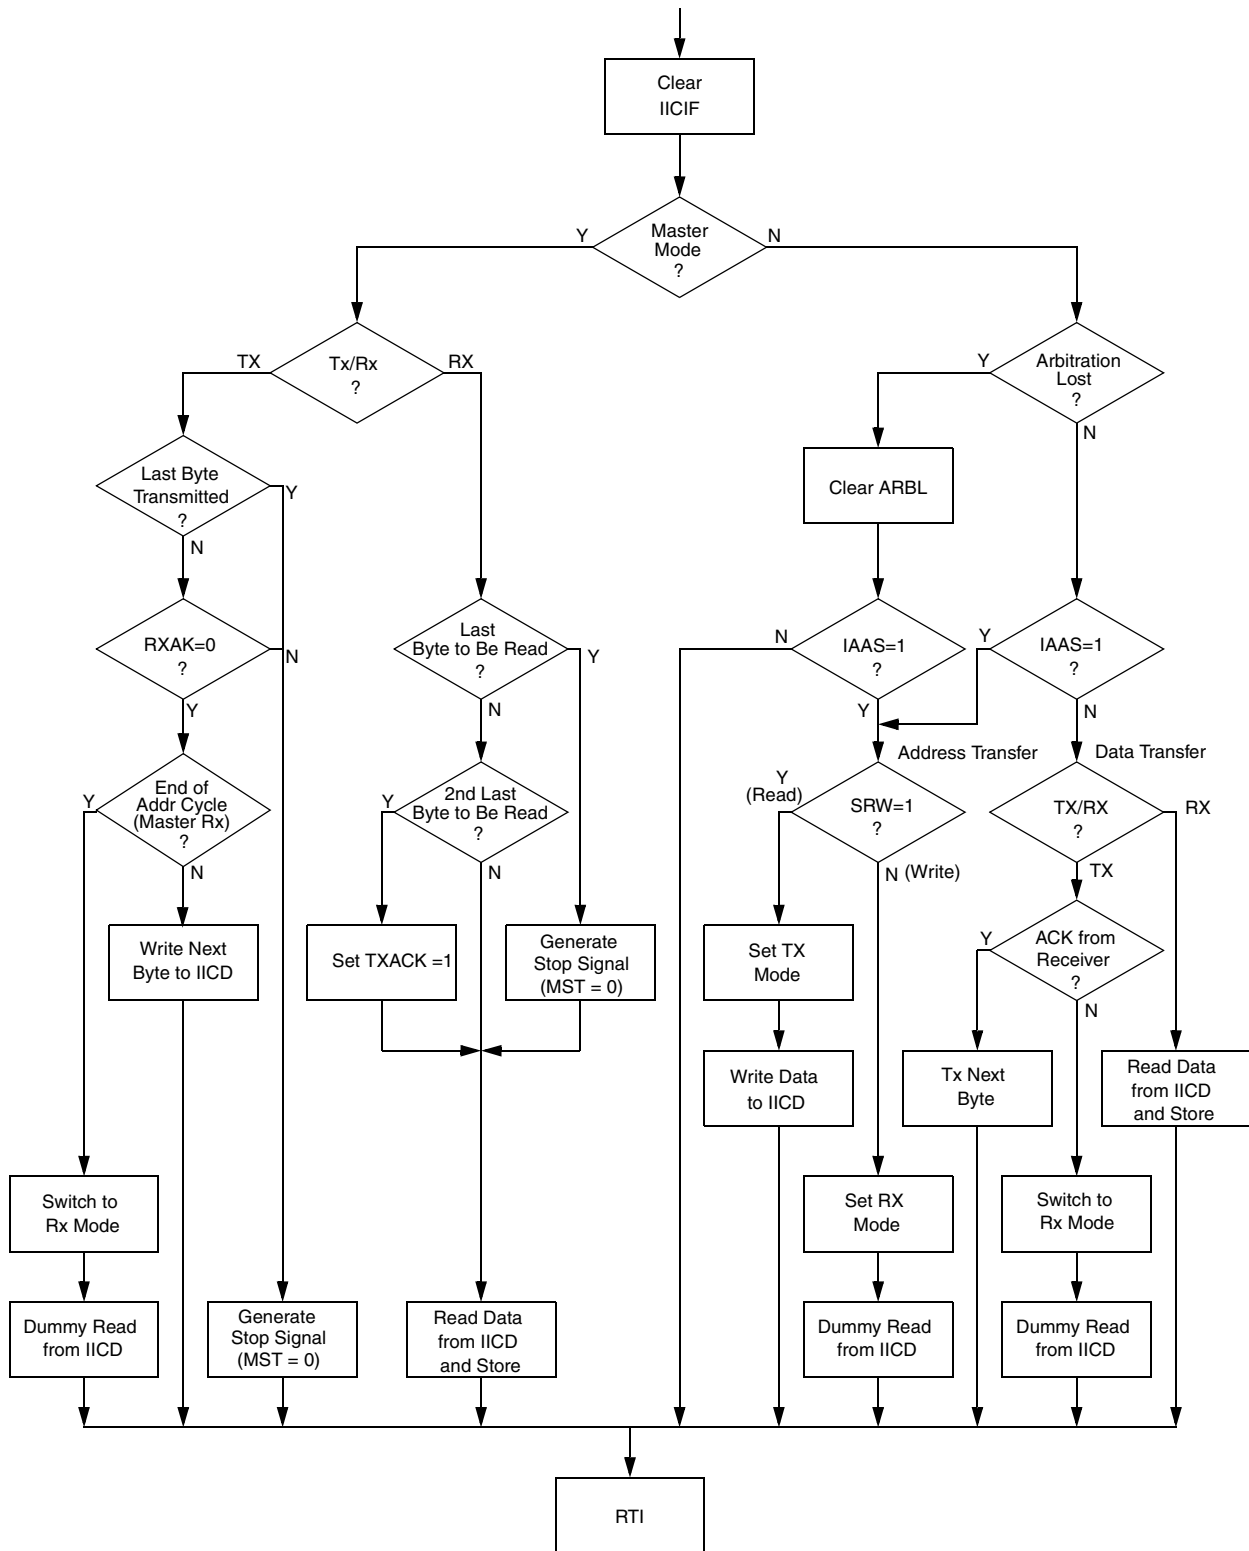 Clear
IICIF
Master
Mode
?
Y
N
Tx/Rx
?
TX
RX
Arbitration
Lost
?
Y
N
Last Byte
Transmitted
?
Y
N
Clear ARBL
RXAK=0
?
N
Y
Last
Byte to Be Read
?
Y
N
IAAS=1
?
N
Y
IAAS=1
?
Y
N
Address Transfer
Data Transfer
End of
Addr Cycle
(Master Rx)
?
Y
N
2nd Last
Byte to Be Read
?
Y
N
Y
(Read)
SRW=1
?
N (Write)
TX/RX
?
RX
TX
Write Next
Byte to IICD
Set TXACK =1
Generate
Stop Signal
(MST = 0)
Set TX
Mode
ACK from
Receiver
?
Y
N
Write Data
to IICD
Tx Next
Byte
Read Data
from IICD
and Store
Switch to
Rx Mode
Set RX
Mode
Switch to
Rx Mode
Dummy Read
from IICD
Generate
Stop Signal
(MST = 0)
Read Data
from IICD
and Store
Dummy Read
from IICD
Dummy Read
from IICD
RTI